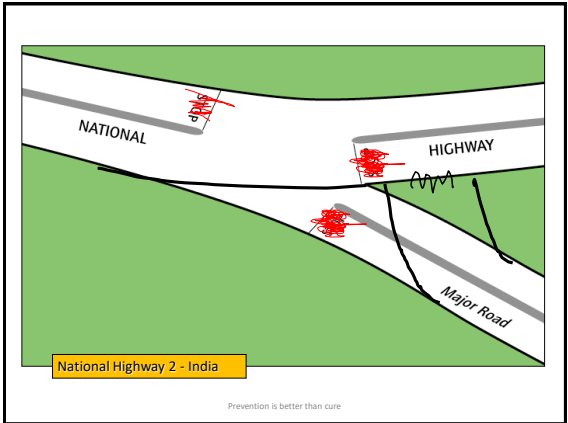 NATIONAL
HIGHWAY
Major Road
National Highway 2 - India
Prevention is better than cure